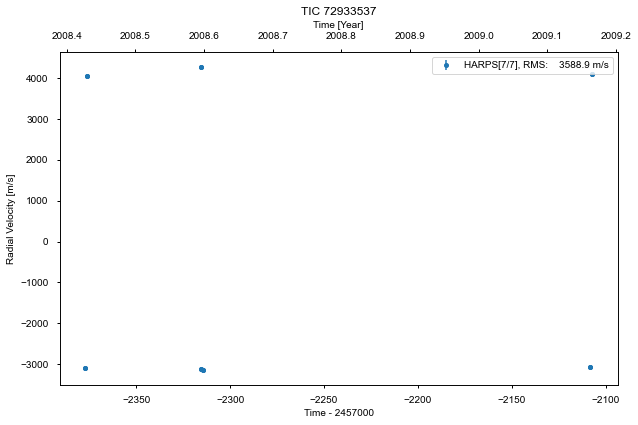 TIC 72933537
Time [Year]
2008.4 2008.5 2008.6 2008.7 2008.8 2008.9 2009.0 2009.1 2009.2
HARPS[7/7], RMS: 3588.9 m/s
4000
3000
2000
1000
0
−1000
−2000
−3000
Radial Velocity [m/s]
−2350 −2300 −2250 −2200 −2150 −2100
Time - 2457000